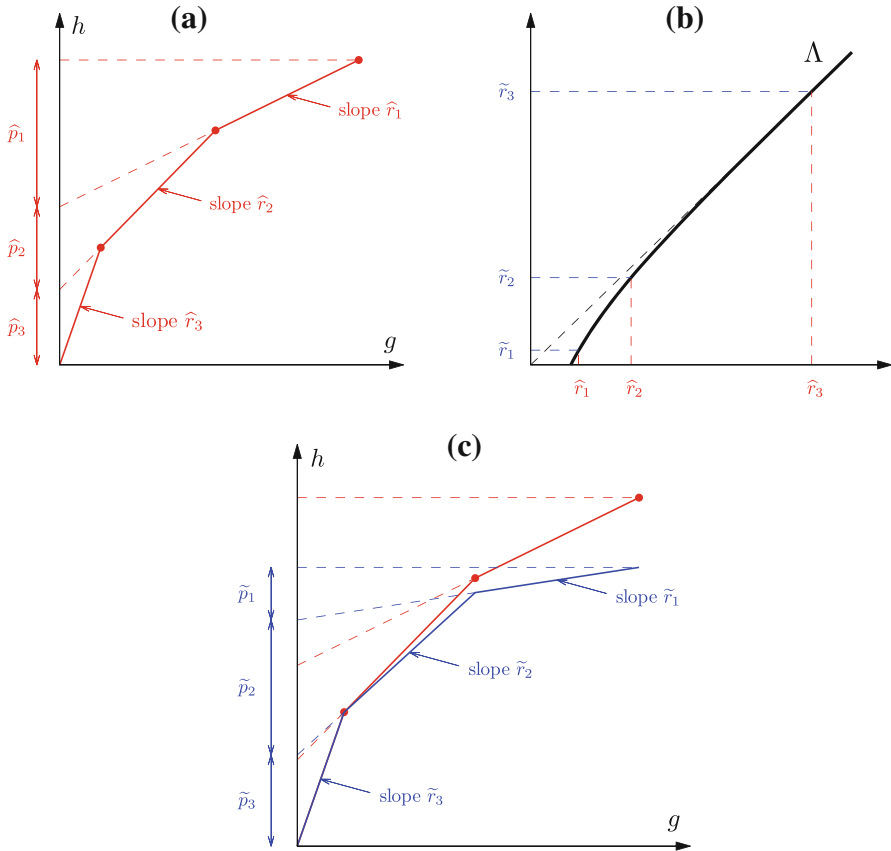 (a)
h
p̂₁
p̂₂
p̂₃
slope r̂₁
slope r̂₂
slope r̂₃
g
(b)
Λ
r̃₃
r̃₂
r̃₁
r̂₁
r̂₂
r̂₃
(c)
h
p̃₁
p̃₂
p̃₃
slope r̃₁
slope r̃₂
slope r̃₃
g